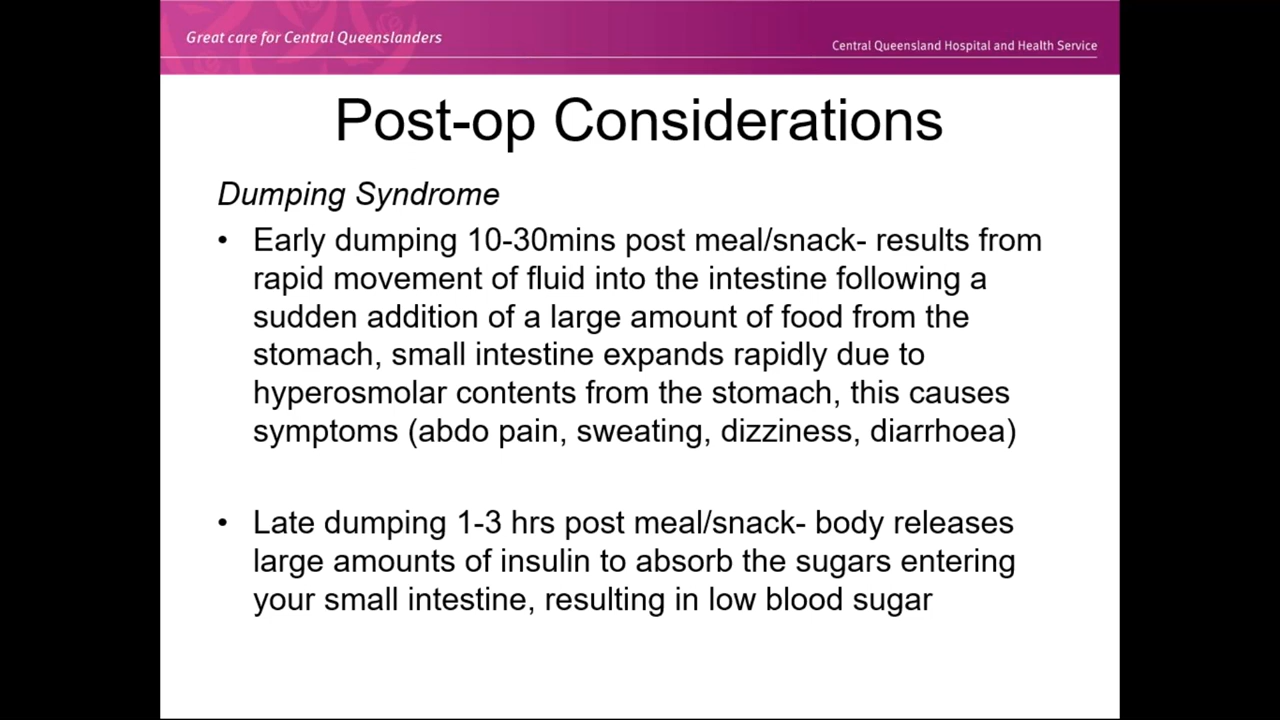 Great care for Central Queenslanders
Central Queensland Hospital and Health Service
Post-op Considerations
Dumping Syndrome
• Early dumping 10-30mins post meal/snack- results from
rapid movement of fluid into the intestine following a
sudden addition of a large amount of food from the
stomach, small intestine expands rapidly due to
hyperosmolar contents from the stomach, this causes
symptoms (abdo pain, sweating, dizziness, diarrhoea)
• Late dumping 1-3 hrs post meal/snack- body releases
large amounts of insulin to absorb the sugars entering
your small intestine, resulting in low blood sugar